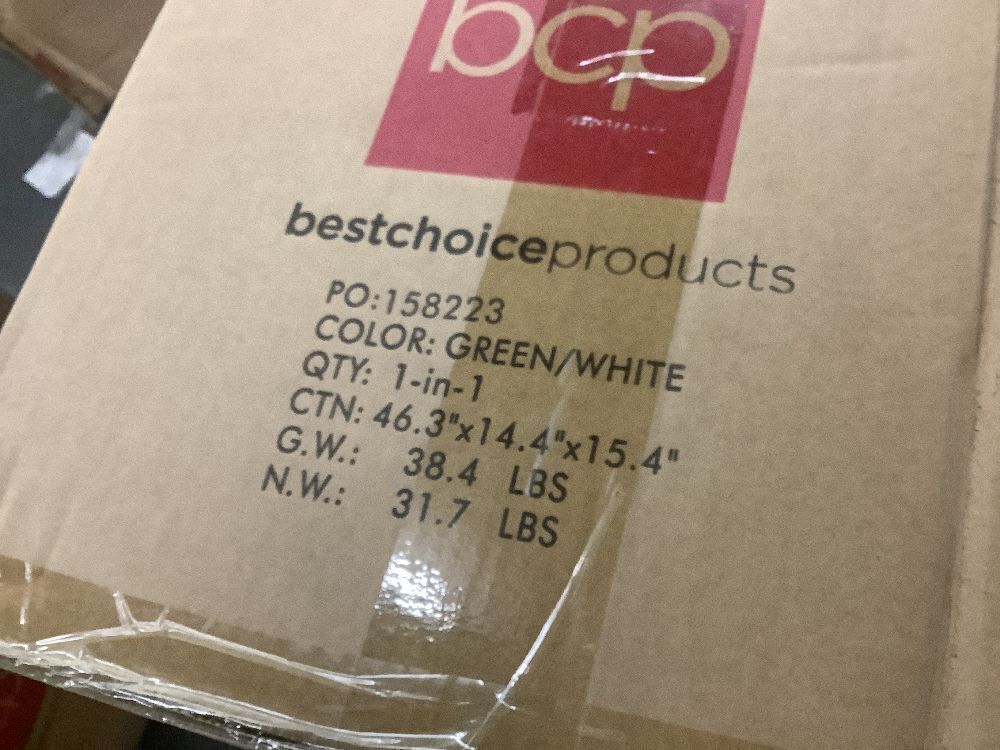 bcp
bestchoiceproducts
PO:158223
COLOR: GREEN/WHITE
QTY: 1-in-1
CTN: 46.3"x14.4"x15.4"
G.W.: 38.4 LBS
N.W.: 31.7 LBS